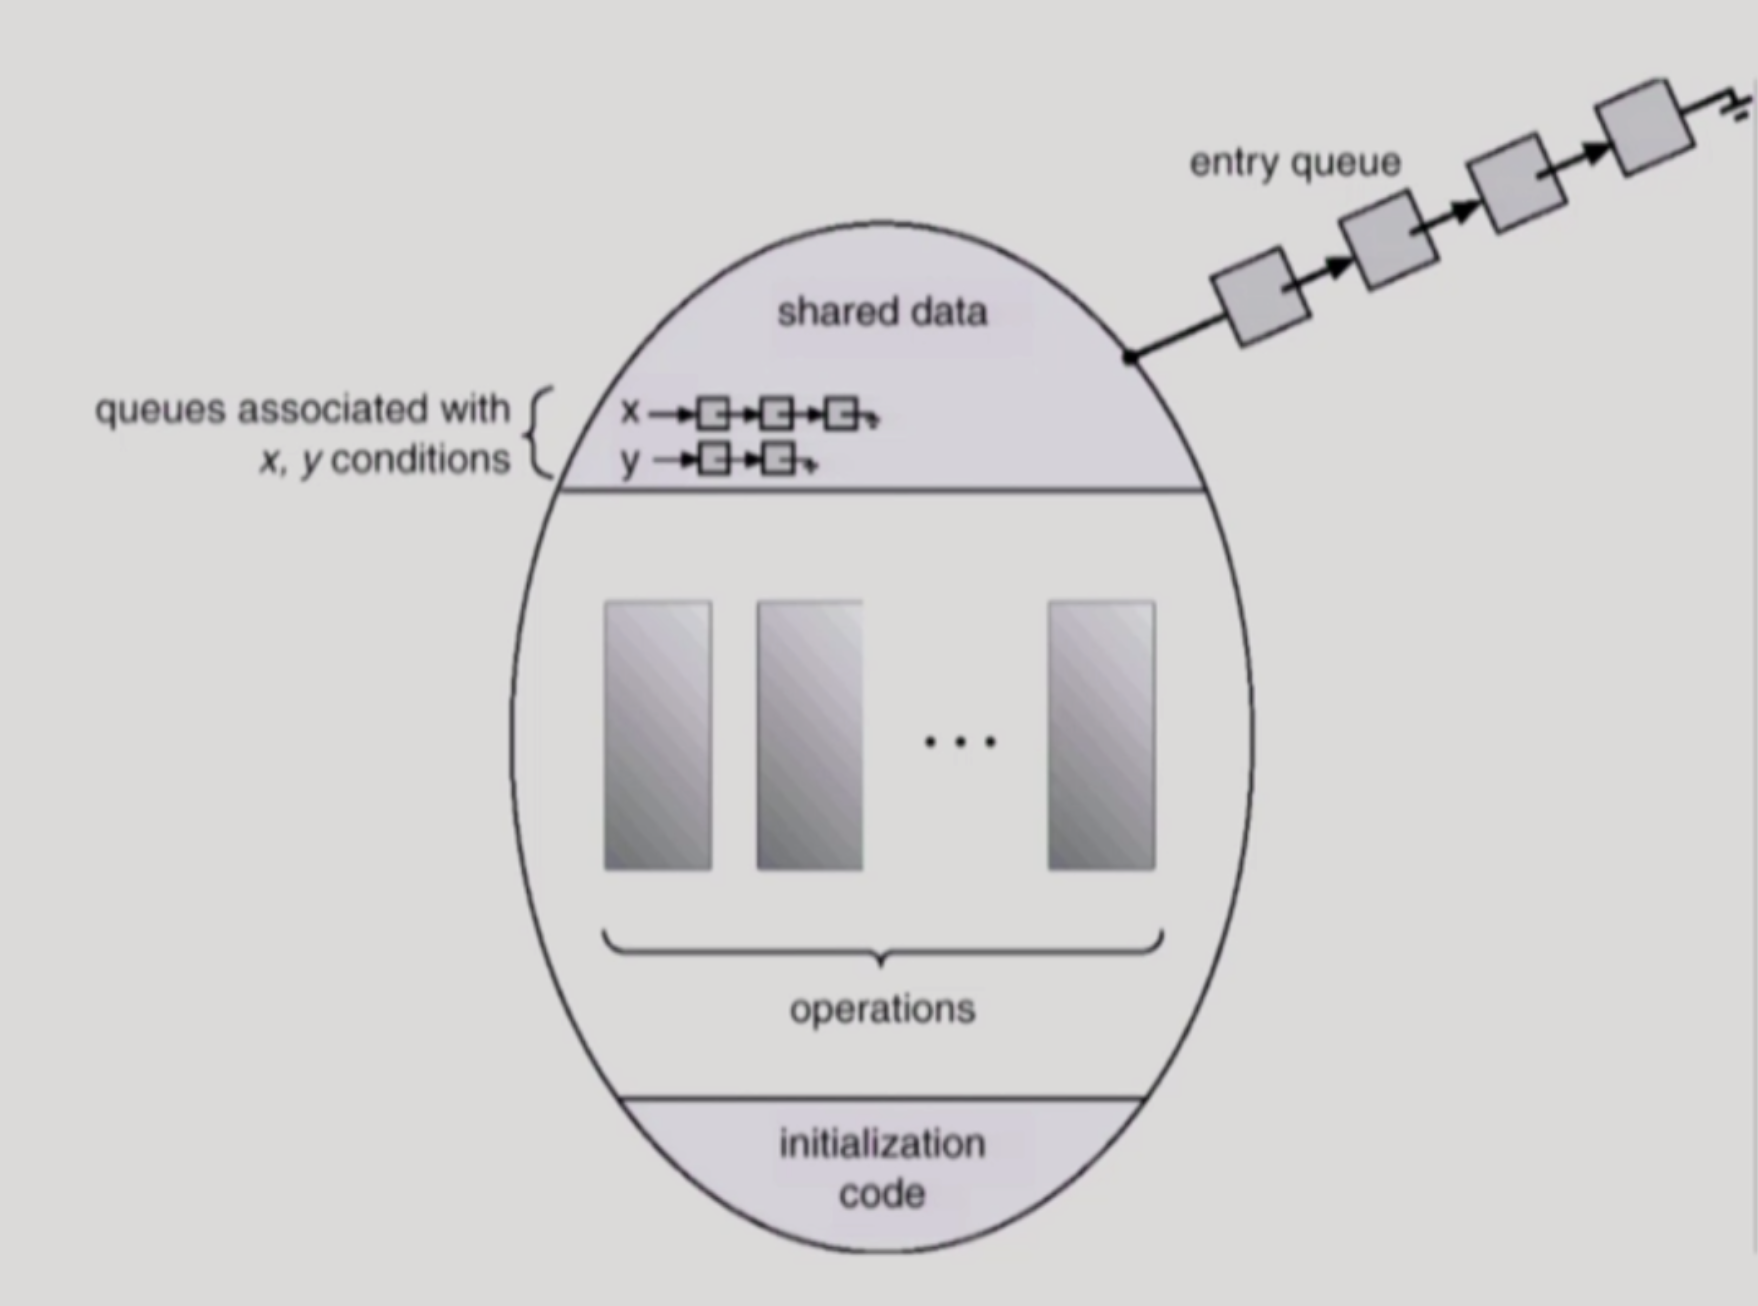 entry queue
shared data
queues associated with
x, y conditions
x
y
. . .
operations
initialization
code